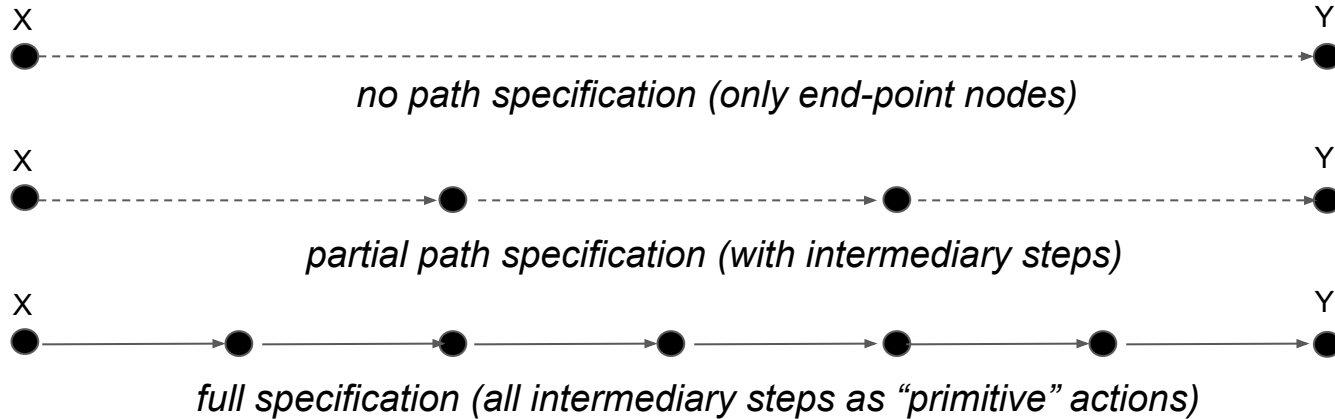 X Y
no path specification (only end-point nodes)
X Y
partial path specification (with intermediary steps)
X Y
full specification (all intermediary steps as “primitive” actions)